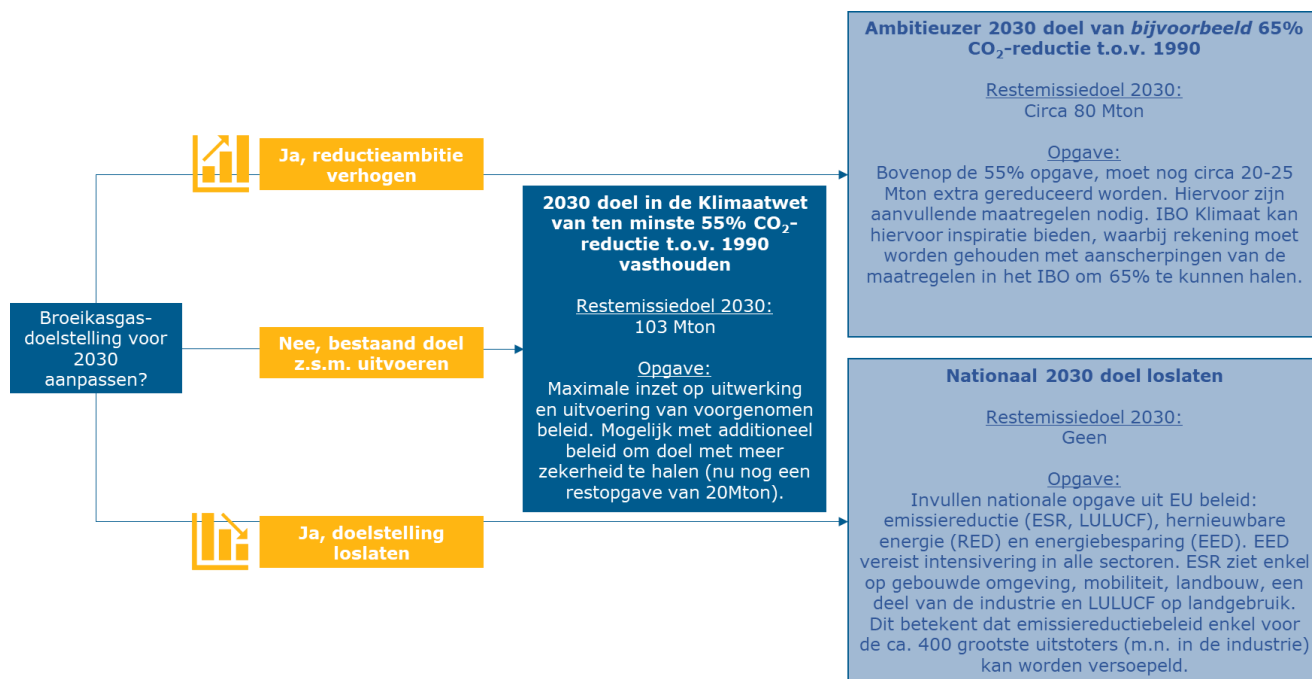 Broeikasgas-
doelstelling voor
2030
aanpassen?
Ja, reductieambitie
verhogen
Nee, bestaand doel
z.s.m. uitvoeren
Ja, doelstelling
loslaten
2030 doel in de Klimaatwet
van ten minste 55% CO₂-
reductie t.o.v. 1990
vasthouden
Restemissiedoel 2030:
103 Mton
Opgave:
Maximale inzet op uitwerking
en uitvoering van voorgenomen
beleid. Mogelijk met additioneel
beleid om doel met meer
zekerheid te halen (nu nog een
restopgave van 20Mton).
Ambitieuzer 2030 doel van bijvoorbeeld 65%
CO₂-reductie t.o.v. 1990
Restemissiedoel 2030:
Circa 80 Mton
Opgave:
Bovenop de 55% opgave, moet nog circa 20-25
Mton extra gereduceerd worden. Hiervoor zijn
aanvullende maatregelen nodig. IBO Klimaat kan
hiervoor inspiratie bieden, waarbij rekening moet
worden gehouden met aanscherpingen van de
maatregelen in het IBO om 65% te kunnen halen.
Nationaal 2030 doel loslaten
Restemissiedoel 2030:
Geen
Opgave:
Invullen nationale opgave uit EU beleid:
emissiereductie (ESR, LULUCF), hernieuwbare
energie (RED) en energiebesparing (EED). EED
vereist intensivering in alle sectoren. ESR ziet enkel
op gebouwde omgeving, mobiliteit, landbouw, een
deel van de industrie en LULUCF op landgebruik.
Dit betekent dat emissiereductiebeleid enkel voor
de ca. 400 grootste uitstoters (m.n. in de industrie)
kan worden versoepeld.